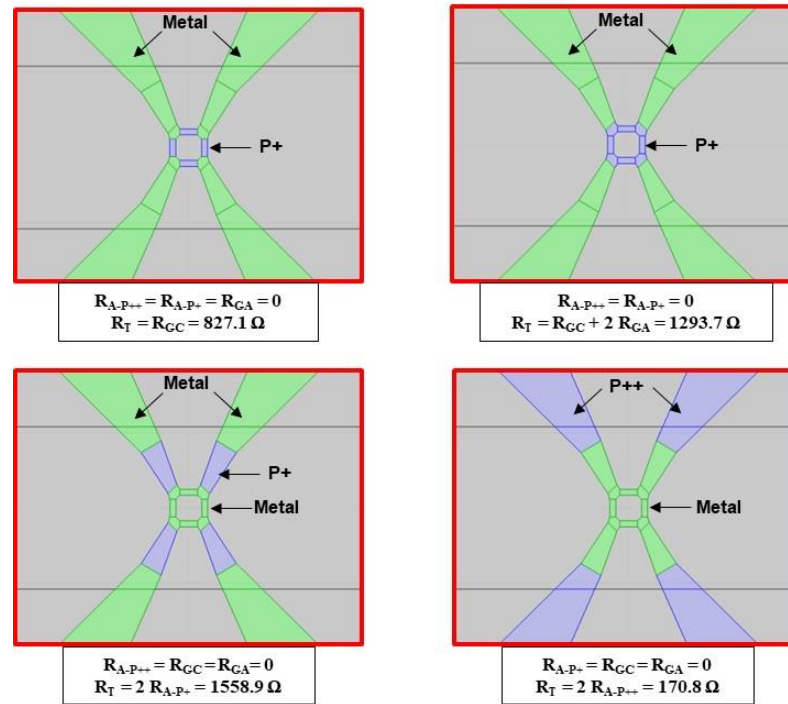 Metal
P+
R_A-P++ = R_A-P+ = R_GA = 0
R_T = R_GC = 827.1 Ω
Metal
P+
R_A-P++ = R_A-P+ = 0
R_T = R_GC + 2 R_GA = 1293.7 Ω
Metal
P+
Metal
R_A-P++ = R_GC = R_GA = 0
R_T = 2 R_A-P+ = 1558.9 Ω
P++
Metal
R_A-P+ = R_GC = R_GA = 0
R_T = 2 R_A-P++ = 170.8 Ω